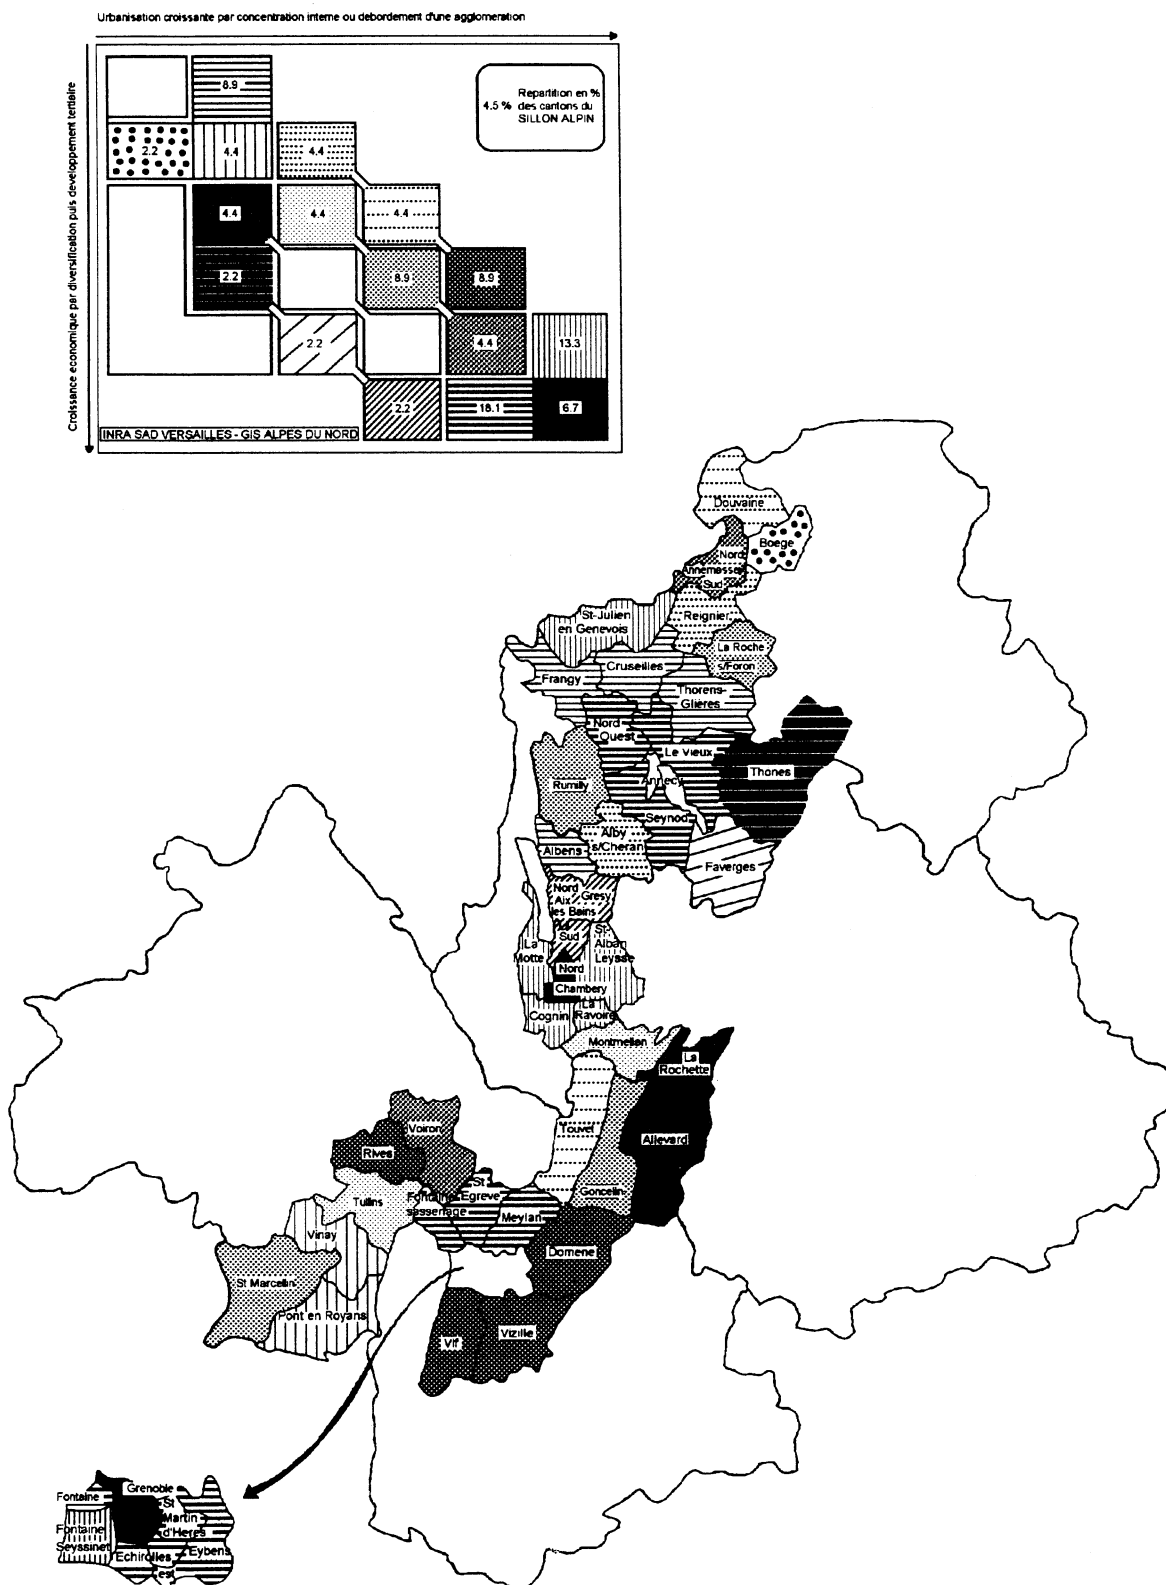 Urbanisation croissante par concentration interne ou debordement d'une agglomeration
Croissance economique par diversification puis developpement tertiaire
8.9
4.5 %
Repartition en %
des cantons du
SILLON ALPIN
2.2
4.4
4.4
4.4
4.4
4.4
2.2
8.9
8.9
2.2
4.4
13.3
2.2
18.1
6.7
INRA SAD VERSAILLES - GIS ALPES DU NORD
Douvaine
Boege
Nord
Annemasse
Sud
St-Julien
en Genevois
Reignier
La Roche
s/Foron
Cruseilles
Frangy
Thorens-
Glieres
Nord
Ouest
Le Vieux
Thones
Annecy
Rumilly
Seynod
Alby
s/Cheran
Albens
Faverges
Nord
Aix
les Bains
Gresy
Sud
St-
Alban
Leysse
La
Motte
Nord
Chambery
Cognin
La
Ravoire
Montmelian
La
Rochette
Touvet
Allevard
Voiron
Rives
Goncelin
Tullins
Fontaine
sassenage
St
Egreve
Meylan
Vinay
Domene
St Marcellin
Pont en Royans
Vif
Vizille
Grenoble
Fontaine
St
Martin
d'Heres
Fontaine
Seyssinet
Echirolles
est
Eybens